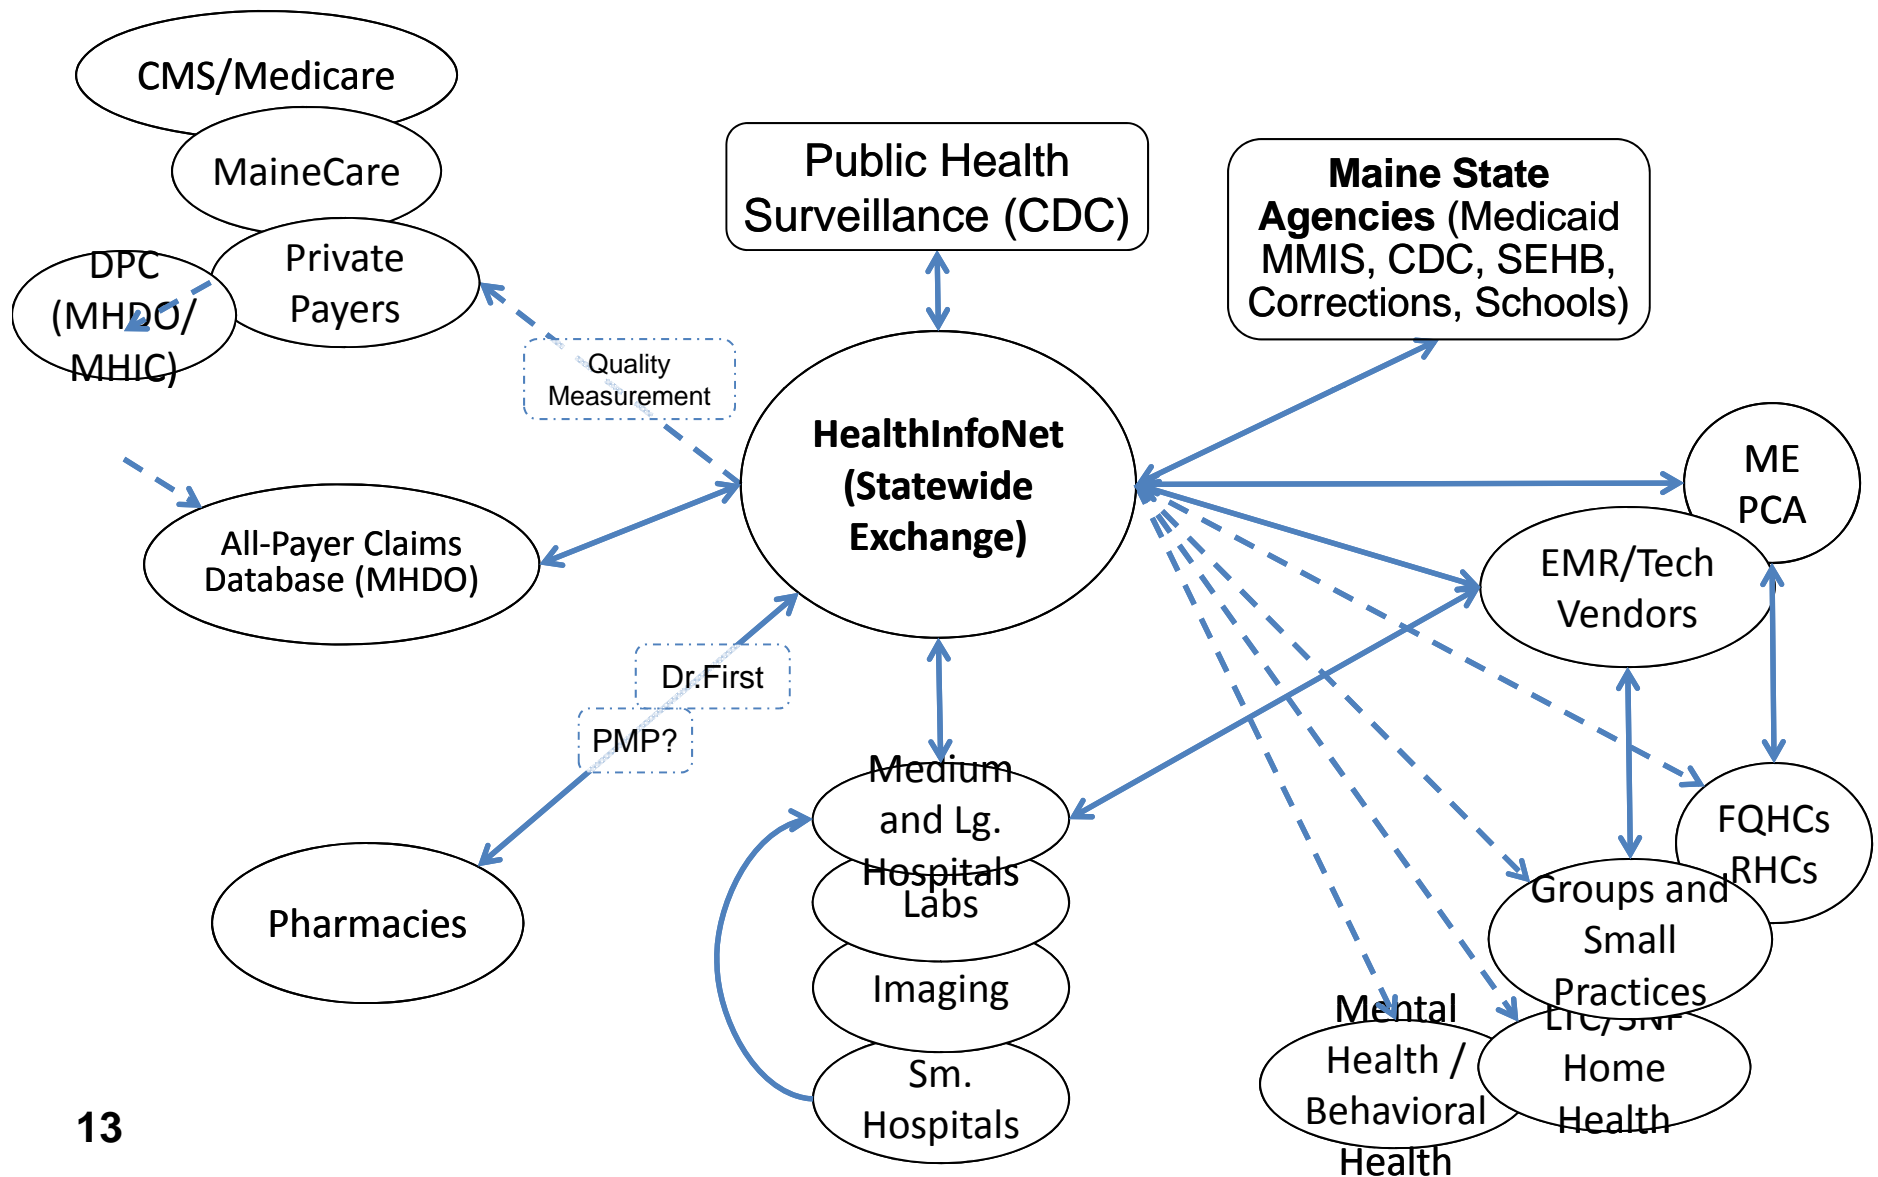 CMS/Medicare
MaineCare
Private
Payers
DPC
(MHDO/
MHIC)
Public Health
Surveillance (CDC)
Maine State
Agencies (Medicaid
MMIS, CDC, SEHB,
Corrections, Schools)
Quality
Measurement
HealthInfoNet
(Statewide
Exchange)
ME
PCA
EMR/Tech
Vendors
All-Payer Claims
Database (MHDO)
Dr.First
PMP?
Pharmacies
Medium
and Lg.
Hospitals
Labs
Imaging
Sm.
Hospitals
FQHCs
RHCs
Groups and
Small
Practices
LTC/SNF
Home
Health
Mental
Health /
Behavioral
Health
13